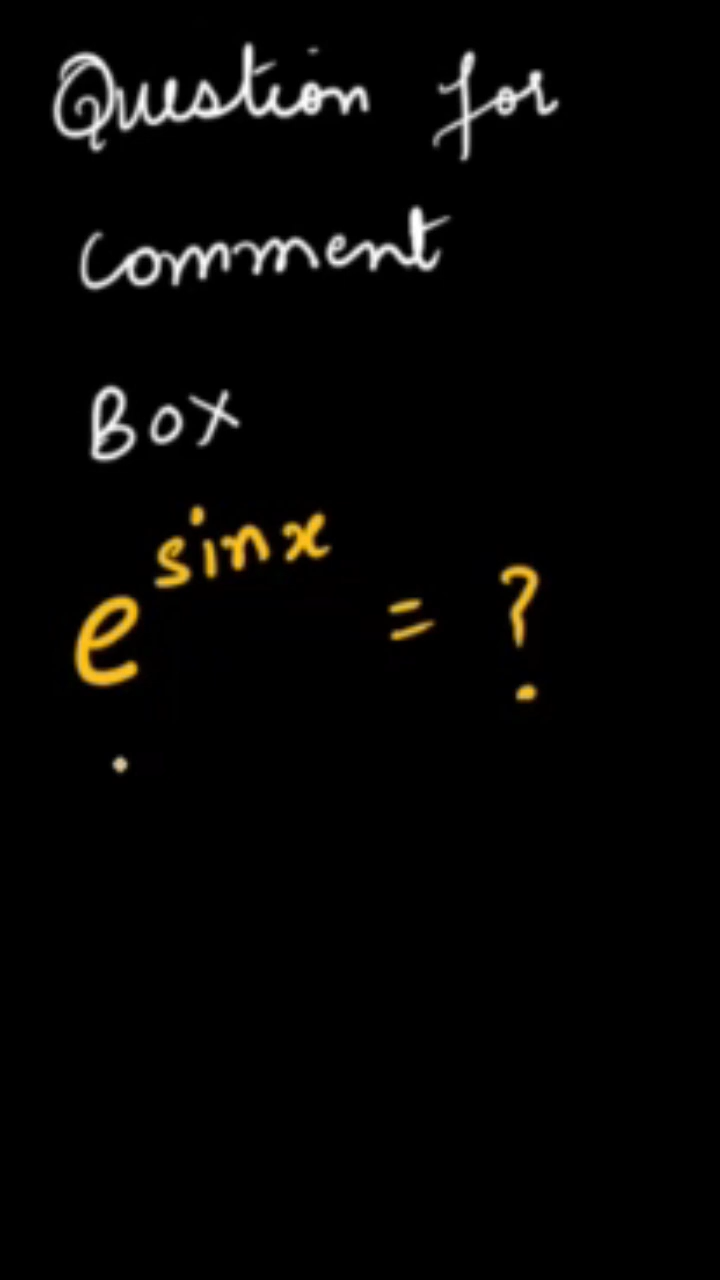 Question for
Comment
Box
e^sinx = ?